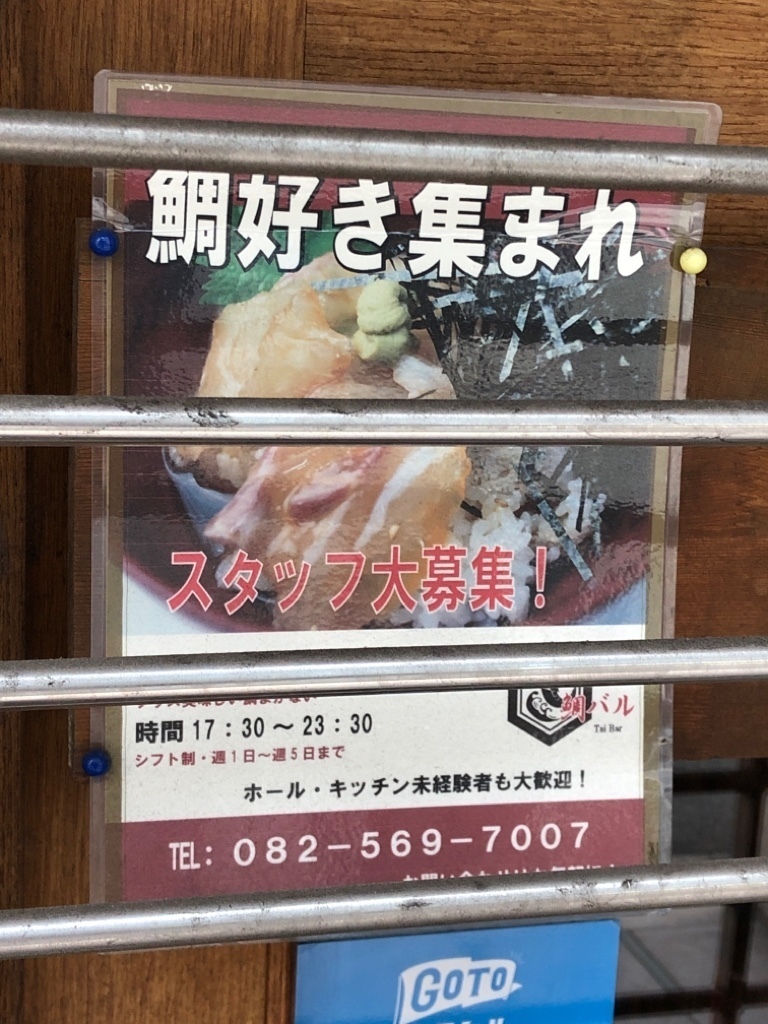 鯛好き集まれ
スタッフ大募集！
鯛バル
Tai Bar
時間 17：30～23：30
シフト制・週1日～週5日まで
ホール・キッチン未経験者も大歓迎！
TEL：082-569-7007
GOTO